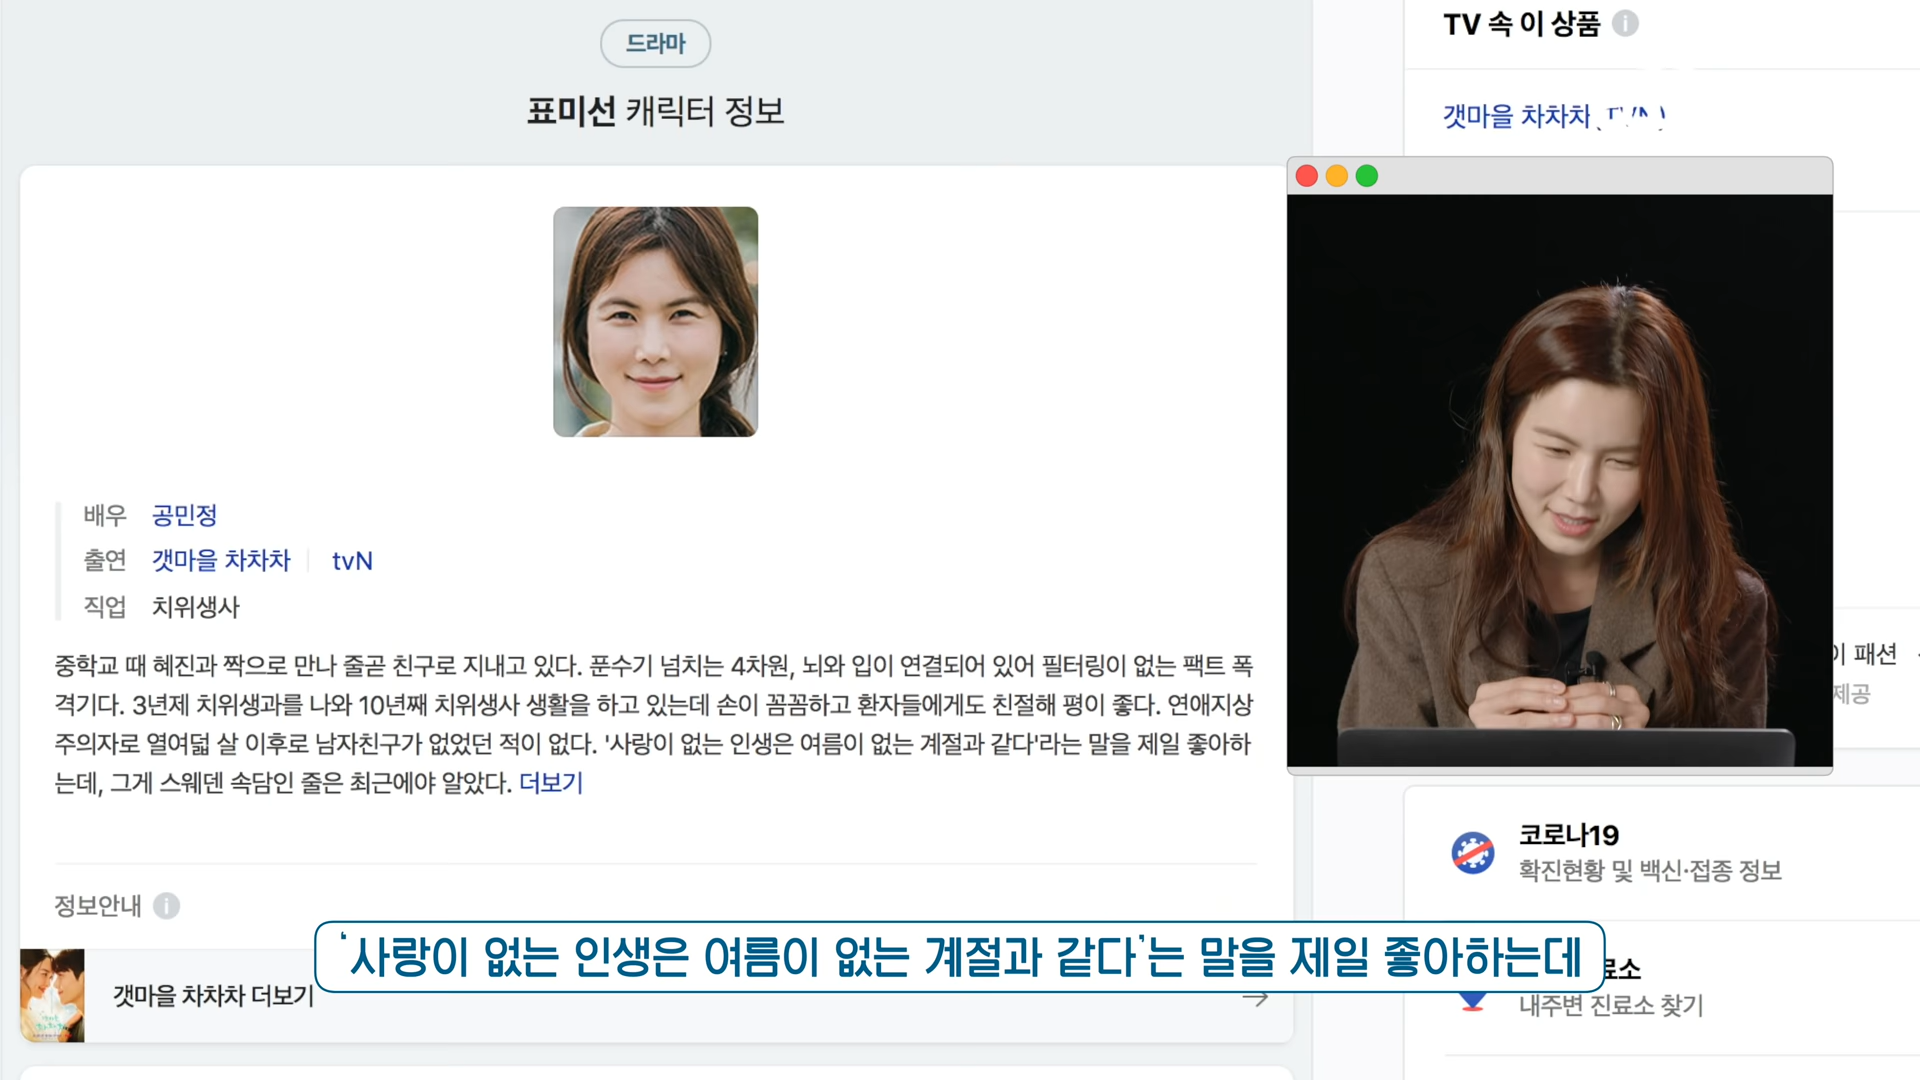 드라마
표미선 캐릭터 정보
배우 공민정
출연 갯마을 차차차 tvN
직업 치위생사
중학교 때 혜진과 짝으로 만나 줄곧 친구로 지내고 있다. 푼수기 넘치는 4차원, 뇌와 입이 연결되어 있어 필터링이 없는 팩트 폭
격기다. 3년제 치위생과를 나와 10년째 치위생사 생활을 하고 있는데 손이 꼼꼼하고 환자들에게도 친절해 평이 좋다. 연애지상
주의자로 열여덟 살 이후로 남자친구가 없었던 적이 없다. '사랑이 없는 인생은 여름이 없는 계절과 같다'라는 말을 제일 좋아하
는데, 그게 스웨덴 속담인 줄은 최근에야 알았다. 더보기
정보안내
갯마을 차차차 더보기
TV 속 이 상품
갯마을 차차차
패션
제공
코로나19
확진현황 및 백신·접종 정보
료소
내주변 진료소 찾기
‘사랑이 없는 인생은 여름이 없는 계절과 같다’는 말을 제일 좋아하는데